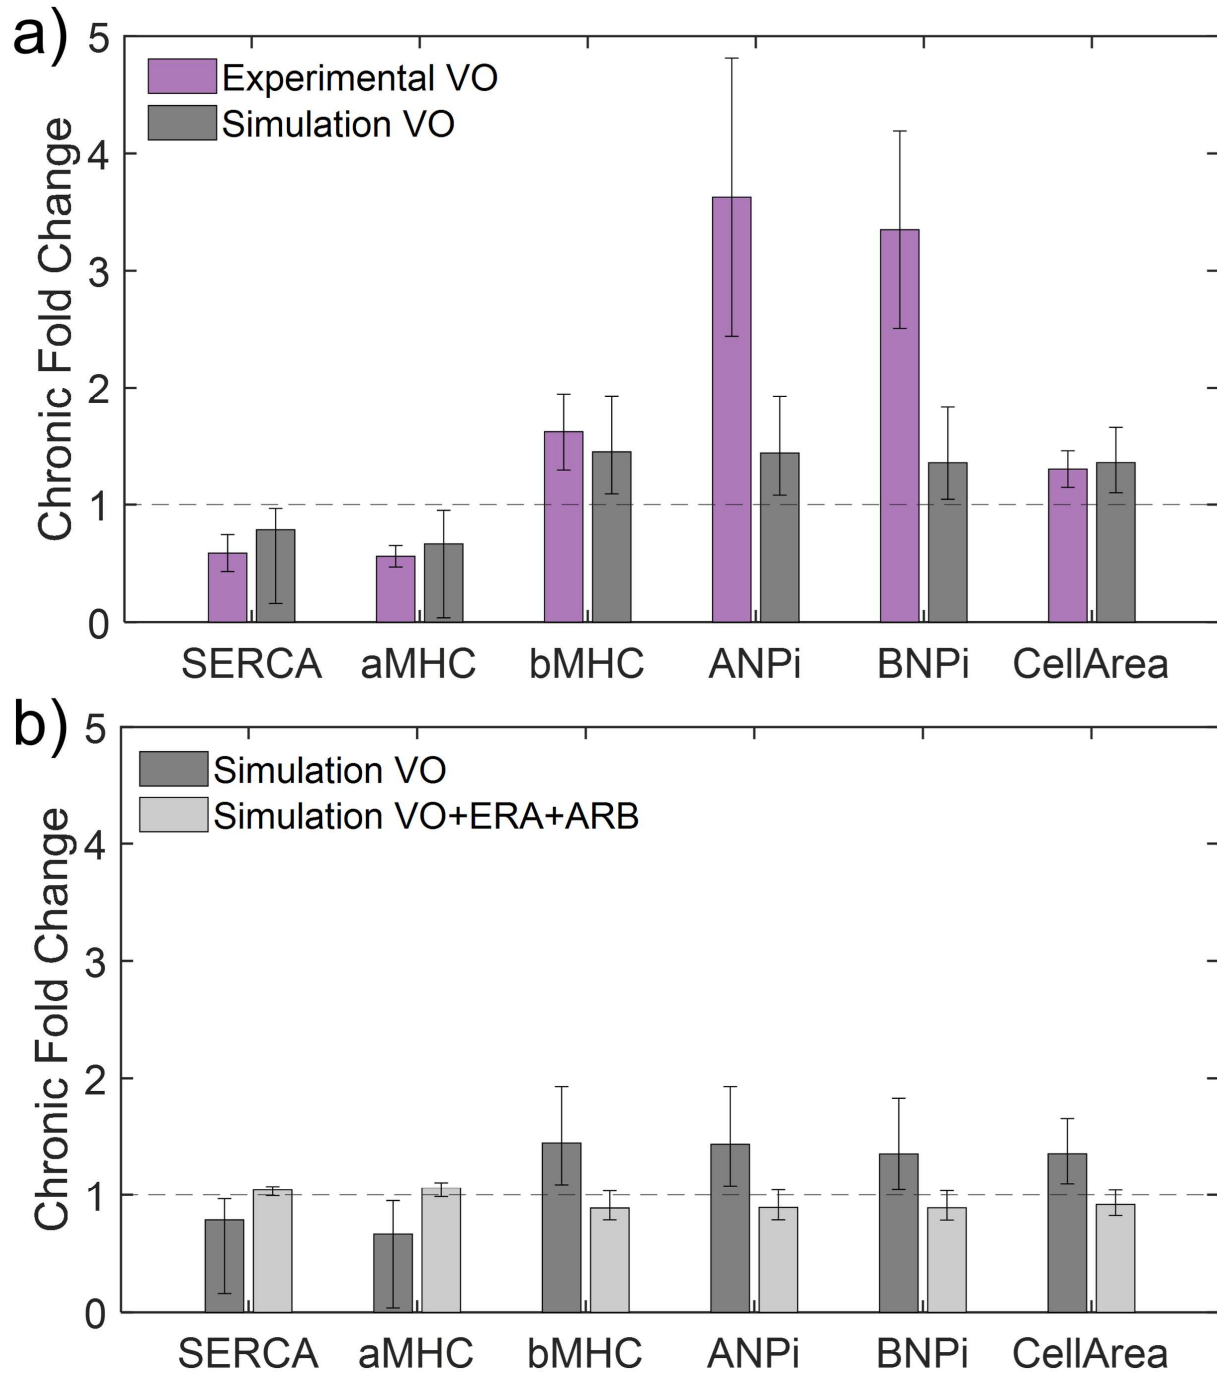 a)
Chronic Fold Change
5
4
3
2
1
0
Experimental VO
Simulation VO
SERCA aMHC bMHC ANPi BNPi CellArea
b)
Chronic Fold Change
5
4
3
2
1
0
Simulation VO
Simulation VO+ERA+ARB
SERCA aMHC bMHC ANPi BNPi CellArea